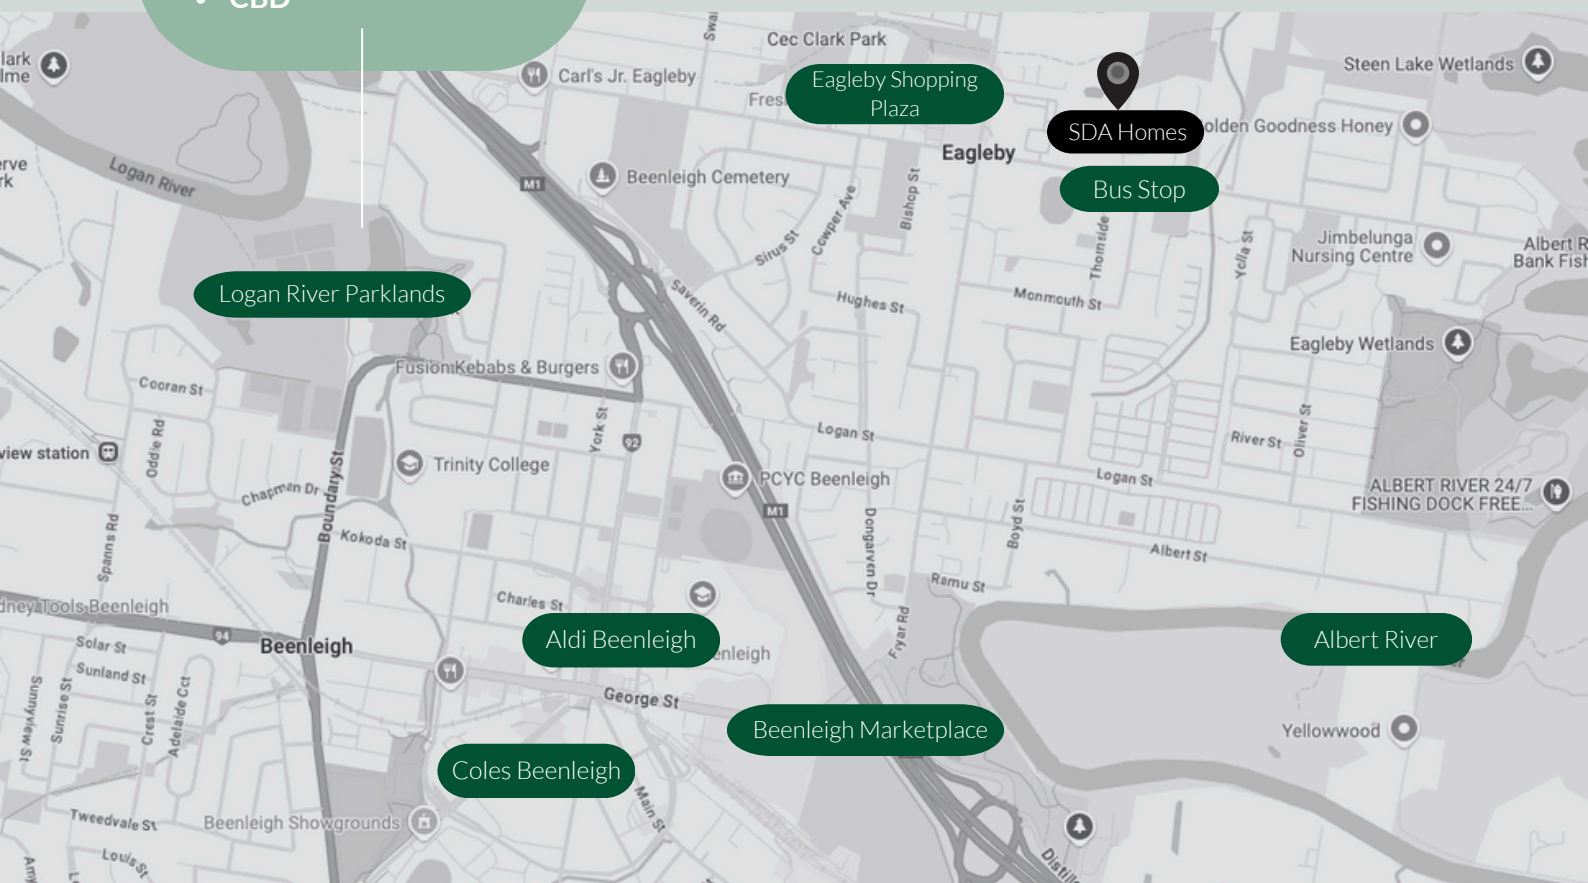 CBD
Cec Clark Park
Steen Lake Wetlands
Carl's Jr. Eagleby
Eagleby Shopping
Plaza
SDA Homes
olden Goodness Honey
Eagleby
Bus Stop
Logan River
M1
Beenleigh Cemetery
Bishop St
Cowper Ave
Sirus St
Thornside
Yolla St
Jimbelunga
Nursing Centre
Albert R
Bank Fish
Logan River Parklands
Saverin Rd
Hughes St
Monmouth St
Eagleby Wetlands
Fusion Kebabs & Burgers
Cooran St
Oddie Rd
York St
92
Logan St
River St
Oliver St
view station
Trinity College
PCYC Beenleigh
Logan St
ALBERT RIVER 24/7
FISHING DOCK FREE...
Chapman Dr
Boundary St
M1
Boyd St
Dongarven Dr
Spanns Rd
Kokoda St
Albert St
Ramu St
Charles St
dney Tools Beenleigh
94
Beenleigh
Aldi Beenleigh
enleigh
Fryar Rd
Albert River
Solar St
Sunland St
Sunnyview St
Sunrise St
Crest St
Adelaide Cct
George St
Beenleigh Marketplace
Yellowwood
Coles Beenleigh
Main St
Tweedvale St
Beenleigh Showgrounds
Louis St
Distille